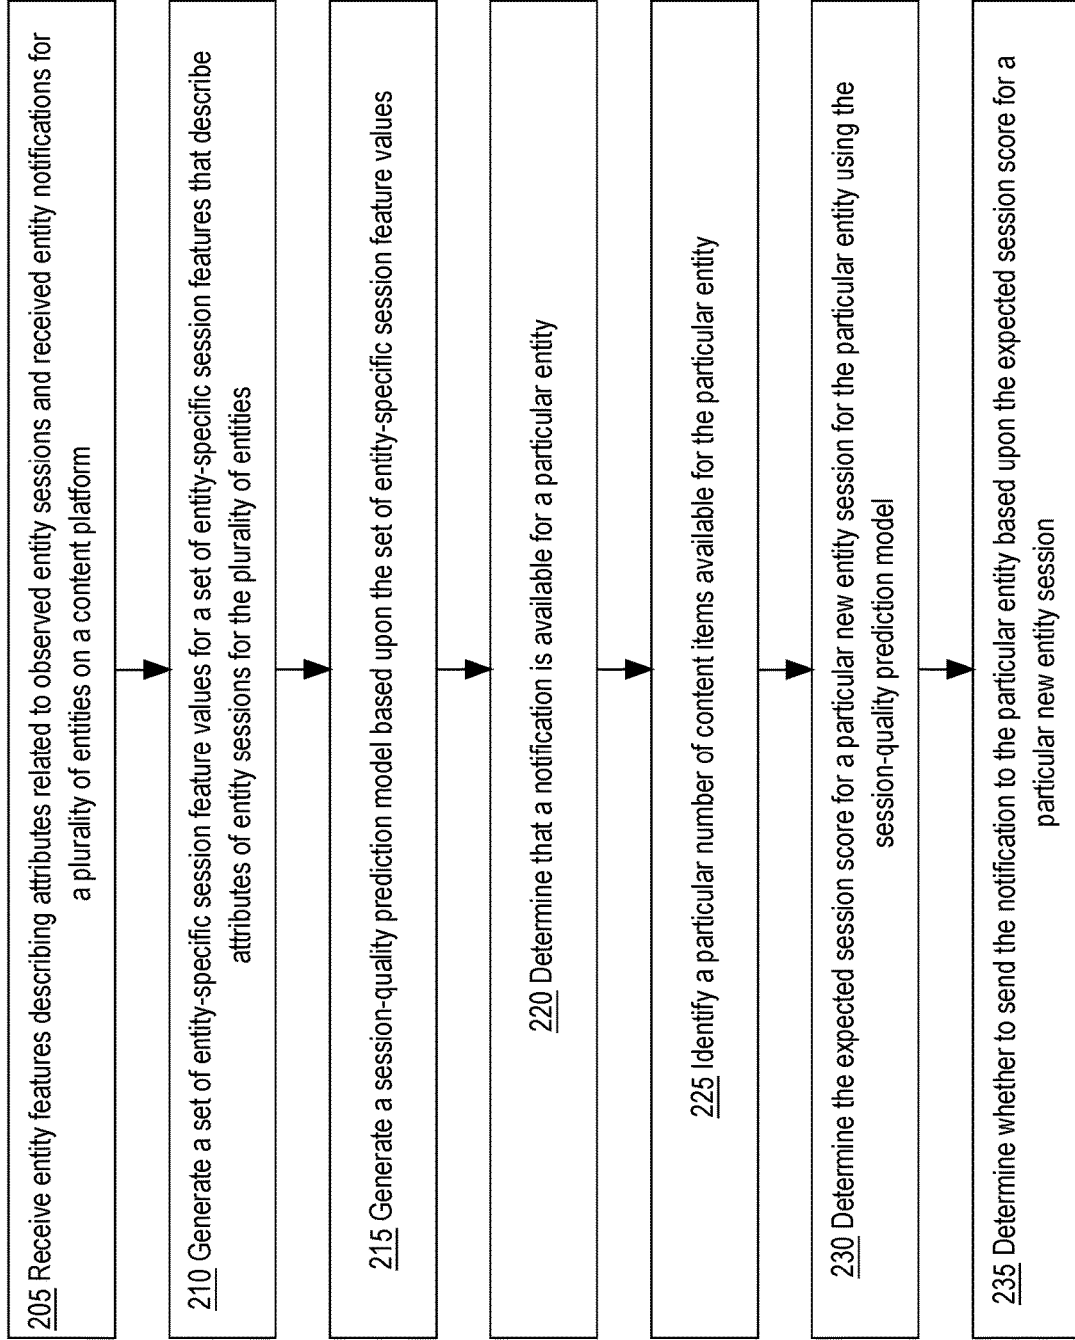 205 Receive entity features describing attributes related to observed entity sessions and received entity notifications for
a plurality of entities on a content platform
210 Generate a set of entity-specific session feature values for a set of entity-specific session features that describe
attributes of entity sessions for the plurality of entities
215 Generate a session-quality prediction model based upon the set of entity-specific session feature values
220 Determine that a notification is available for a particular entity
225 Identify a particular number of content items available for the particular entity
230 Determine the expected session score for a particular new entity session for the particular entity using the
session-quality prediction model
235 Determine whether to send the notification to the particular entity based upon the expected session score for a
particular new entity session